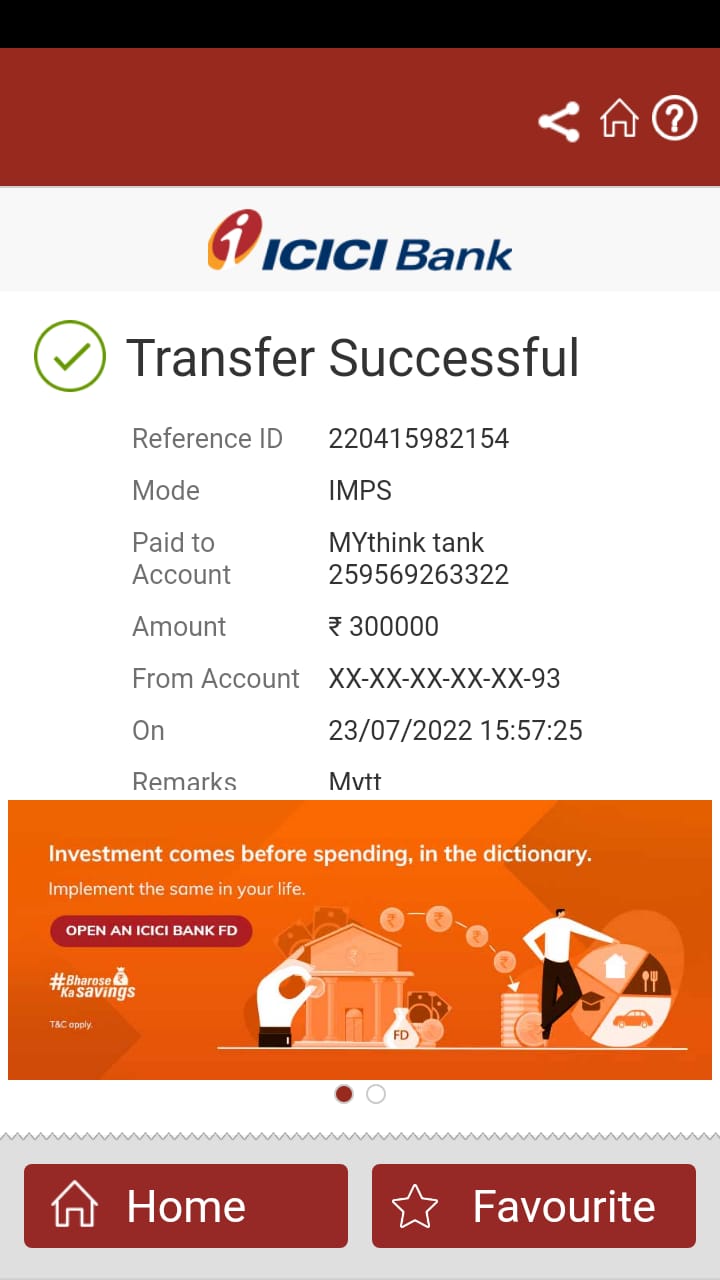 ICICI Bank
Transfer Successful
Reference ID 220415982154
Mode IMPS
Paid to MYthink tank
Account 259569263322
Amount ₹ 300000
From Account XX-XX-XX-XX-XX-93
On 23/07/2022 15:57:25
Remarks Mytt
Investment comes before spending, in the dictionary.
Implement the same in your life.
OPEN AN ICICI BANK FD
#Bharose
Ka savings
T&C apply.
FD
Home Favourite